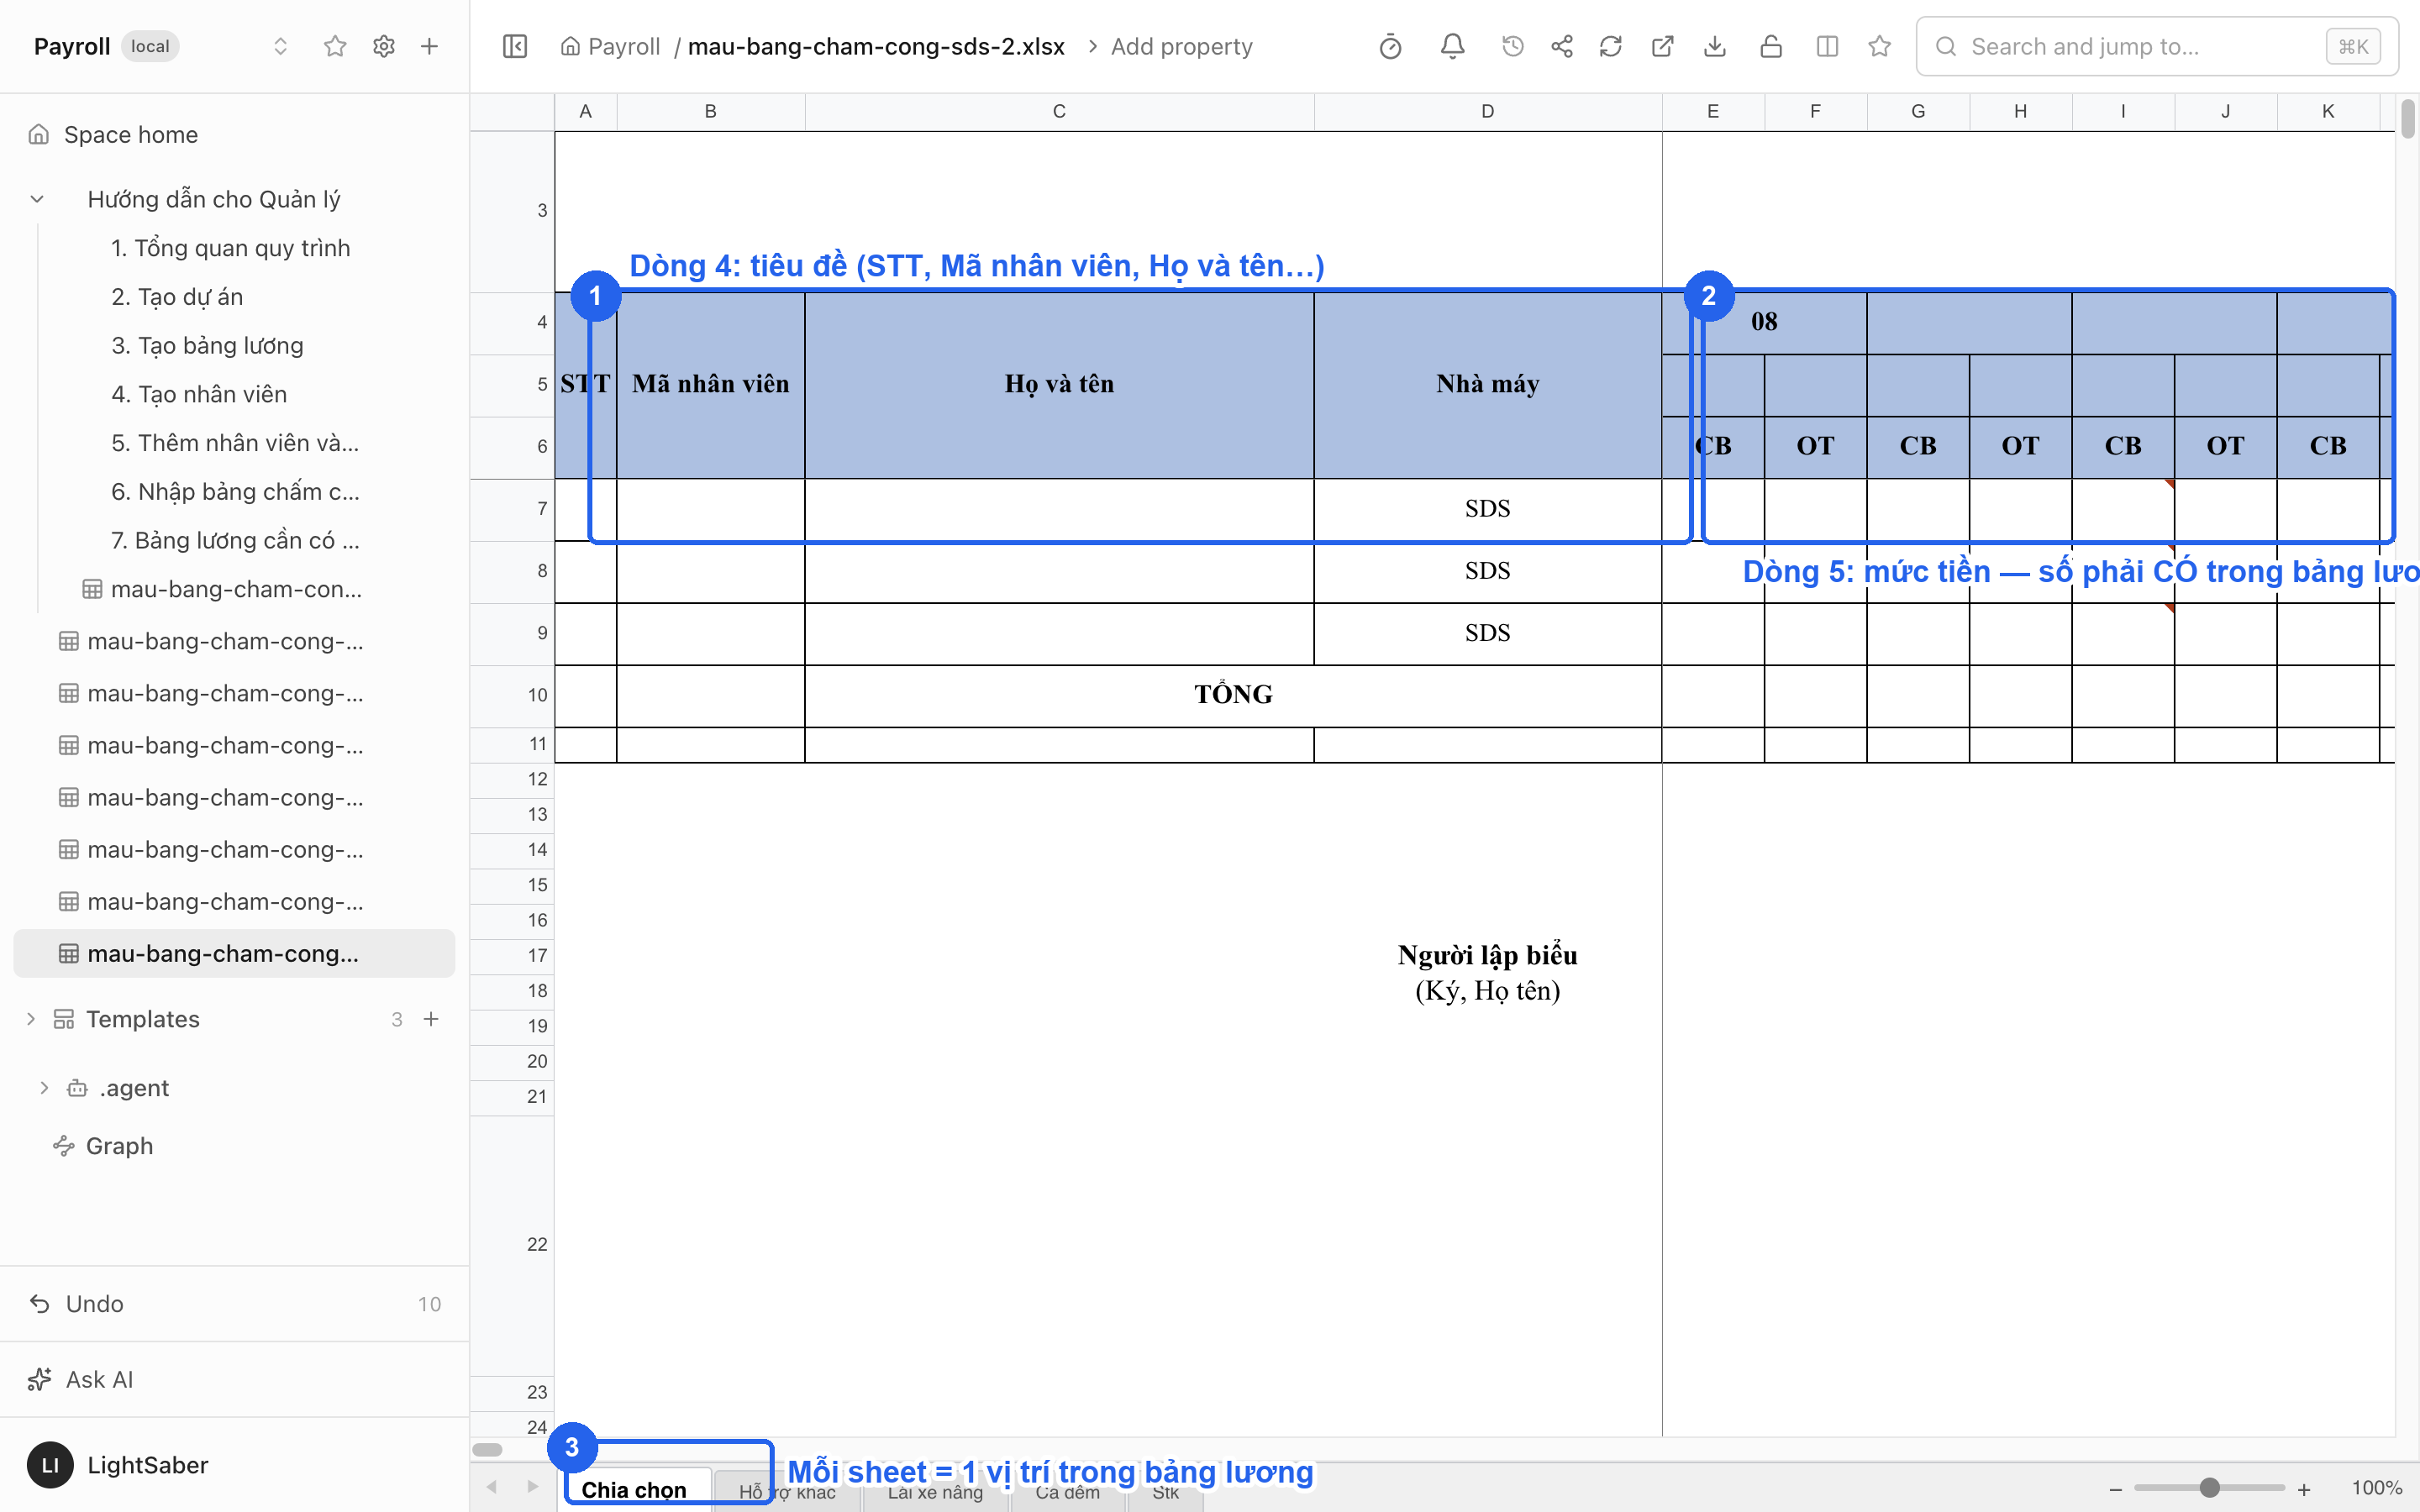 Payroll local
Payroll / mau-bang-cham-cong-sds-2.xlsx > Add property
Search and jump to... ⌘K
Space home
Hướng dẫn cho Quản lý
1. Tổng quan quy trình
2. Tạo dự án
3. Tạo bảng lương
4. Tạo nhân viên
5. Thêm nhân viên và...
6. Nhập bảng chấm c...
7. Bảng lương cần có ...
mau-bang-cham-con...
mau-bang-cham-cong-...
mau-bang-cham-cong-...
mau-bang-cham-cong-...
mau-bang-cham-cong-...
mau-bang-cham-cong-...
mau-bang-cham-cong-...
mau-bang-cham-cong...
Templates 3
.agent
Graph
Undo 10
Ask AI
LI LightSaber
A B C D E F G H I J K
3
Dòng 4: tiêu đề (STT, Mã nhân viên, Họ và tên...)
1 2
4 08
5 STT Mã nhân viên Họ và tên Nhà máy
6 CB OT CB OT CB OT CB
7 SDS
8 SDS
Dòng 5: mức tiền — số phải CÓ trong bảng lươ
9 SDS
10 TỔNG
11
12
13
14
15
16
17 Người lập biểu
18 (Ký, Họ tên)
19
20
21
22
23
24
3
Mỗi sheet = 1 vị trí trong bảng lương
Chia chọn Hỗ trợ khác Lái xe nâng Ca đêm Stk
100%